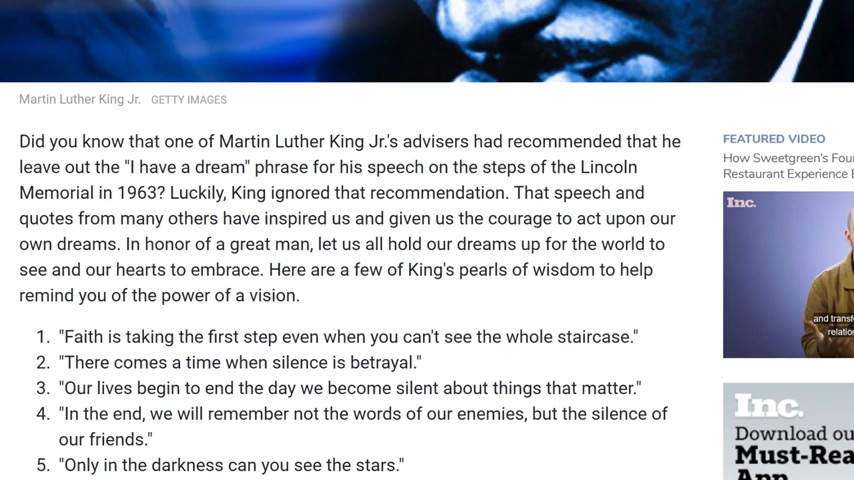 Martin Luther King Jr. GETTY IMAGES
Did you know that one of Martin Luther King Jr.'s advisers had recommended that he
leave out the "I have a dream" phrase for his speech on the steps of the Lincoln
Memorial in 1963? Luckily, King ignored that recommendation. That speech and
quotes from many others have inspired us and given us the courage to act upon our
own dreams. In honor of a great man, let us all hold our dreams up for the world to
see and our hearts to embrace. Here are a few of King's pearls of wisdom to help
remind you of the power of a vision.
1. "Faith is taking the first step even when you can't see the whole staircase."
2. "There comes a time when silence is betrayal."
3. "Our lives begin to end the day we become silent about things that matter."
4. "In the end, we will remember not the words of our enemies, but the silence of
our friends."
5. "Only in the darkness can you see the stars."
FEATURED VIDEO
How Sweetgreen's
Restaurant Experience
Inc.
and
Inc.
Download